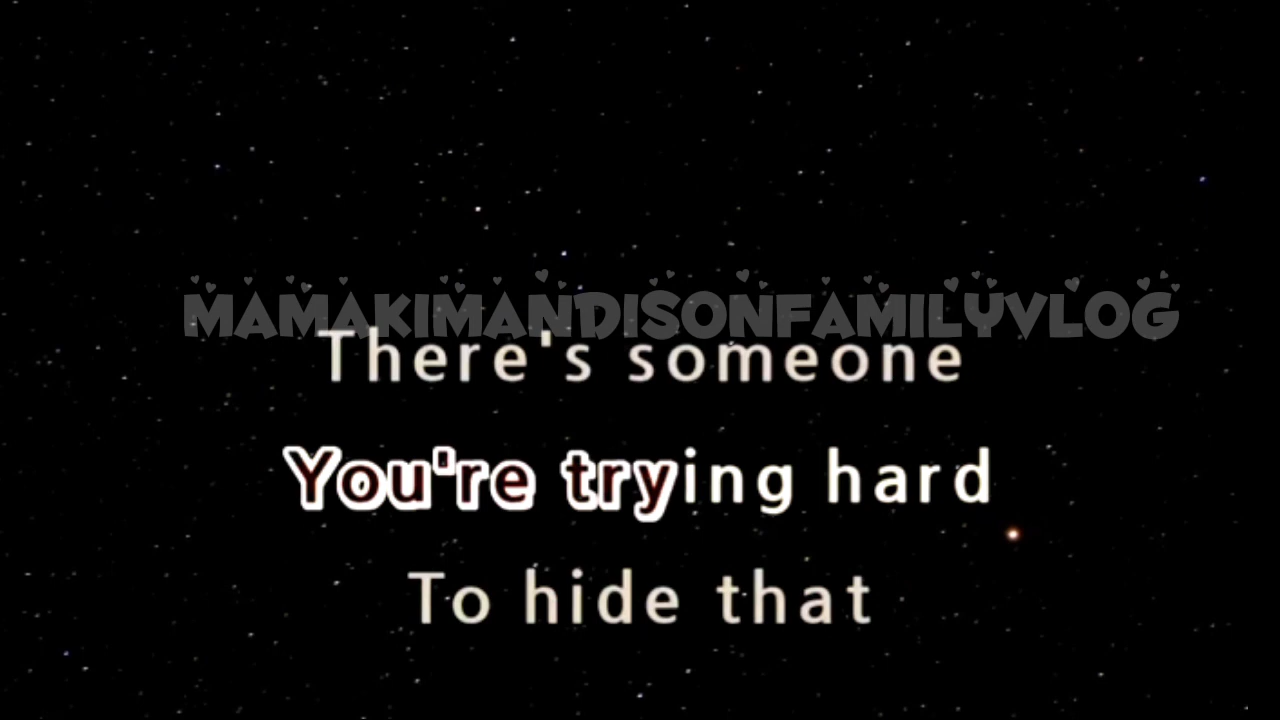 MAMAKIMANDISONFAMILYVLOG
There's someone
You're trying hard
To hide that